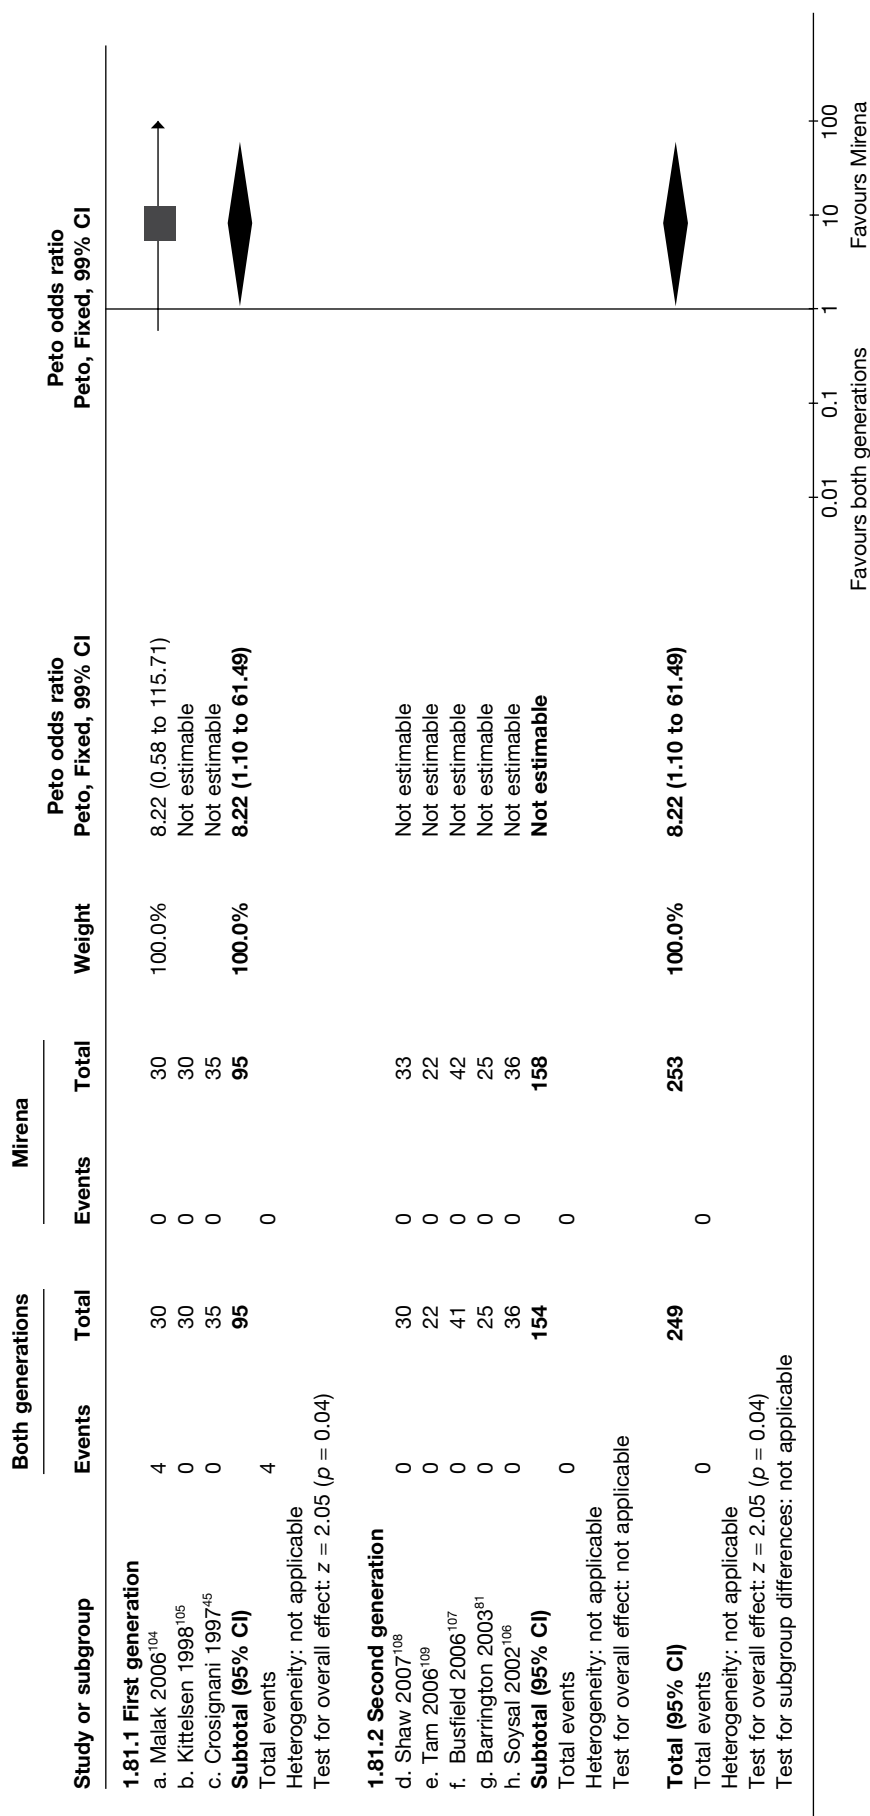 Both generations Mirena Peto odds ratio Peto odds ratio
Study or subgroup Events Total Events Total Weight Peto, Fixed, 99% CI Peto, Fixed, 99% CI
1.81.1 First generation
a. Malak 2006104 4 30 0 30 100.0% 8.22 (0.58 to 115.71)
b. Kittelsen 1998105 0 30 0 30 Not estimable
c. Crosignani 199745 0 35 0 35 Not estimable
Subtotal (95% CI) 95 95 100.0% 8.22 (1.10 to 61.49)
Total events 4 0
Heterogeneity: not applicable
Test for overall effect: z = 2.05 (p = 0.04)
1.81.2 Second generation
d. Shaw 2007108 0 30 0 33 Not estimable
e. Tam 2006109 0 22 0 22 Not estimable
f. Busfield 2006107 0 41 0 42 Not estimable
g. Barrington 200381 0 25 0 25 Not estimable
h. Soysal 2002106 0 36 0 36 Not estimable
Subtotal (95% CI) 154 158 Not estimable
Total events 0 0
Heterogeneity: not applicable
Test for overall effect: not applicable
Total (95% CI) 249 253 100.0% 8.22 (1.10 to 61.49)
Total events 0 0
Heterogeneity: not applicable
Test for overall effect: z = 2.05 (p = 0.04)
Test for subgroup differences: not applicable
0.01 0.1 1 10 100
Favours both generations Favours Mirena